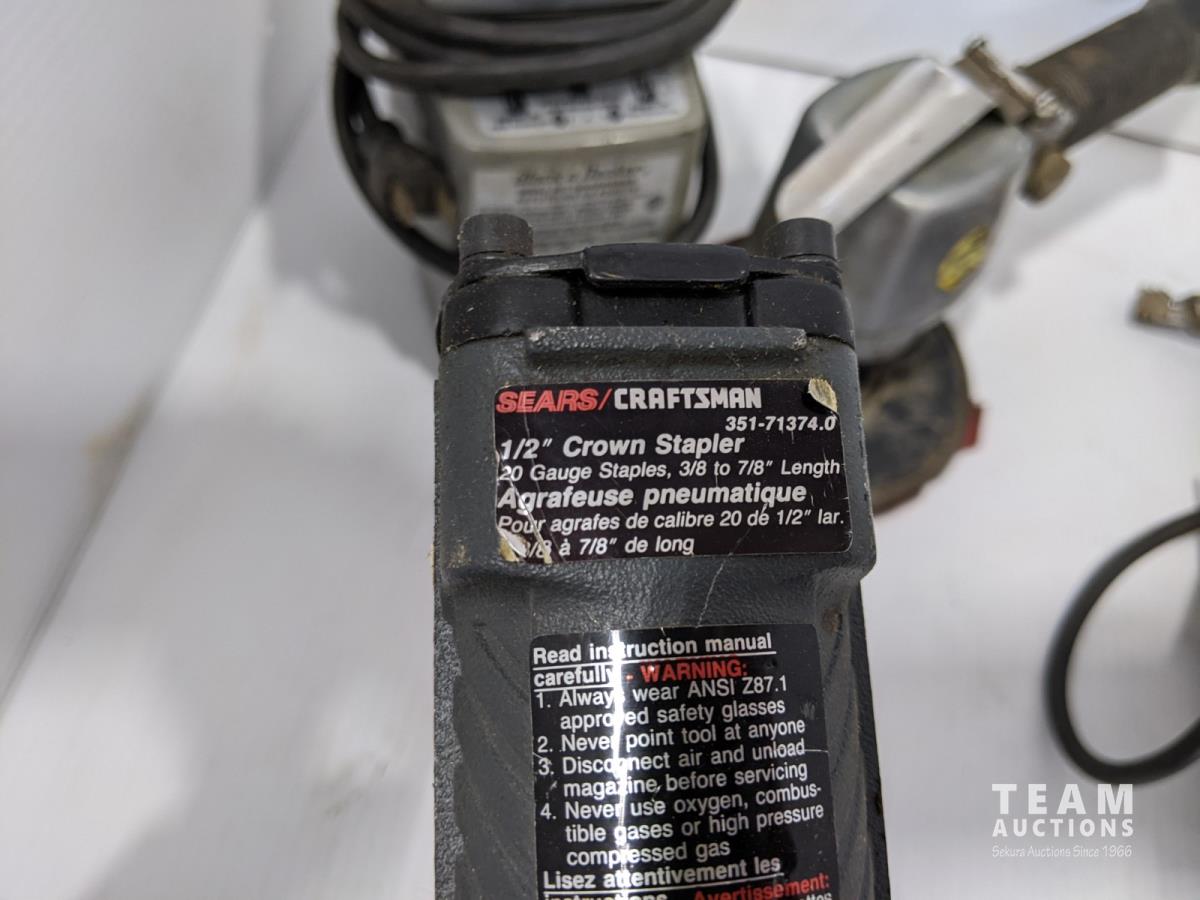 SEARS/CRAFTSMAN
351-71374.0
1/2" Crown Stapler
20 Gauge Staples, 3/8 to 7/8" Length
Agrafeuse pneumatique
Pour agrafes de calibre 20 de 1/2" lar.
3/8 à 7/8" de long
Read instruction manual
carefully - WARNING:
1. Always wear ANSI Z87.1
approved safety glasses
2. Never point tool at anyone
3. Disconnect air and unload
magazine, before servicing
4. Never use oxygen, combus-
tible gases or high pressure
compressed gas
Lisez attentivement les
instructions - Avertissement:
TEAM
AUCTIONS
Sekura Auctions Since 1966